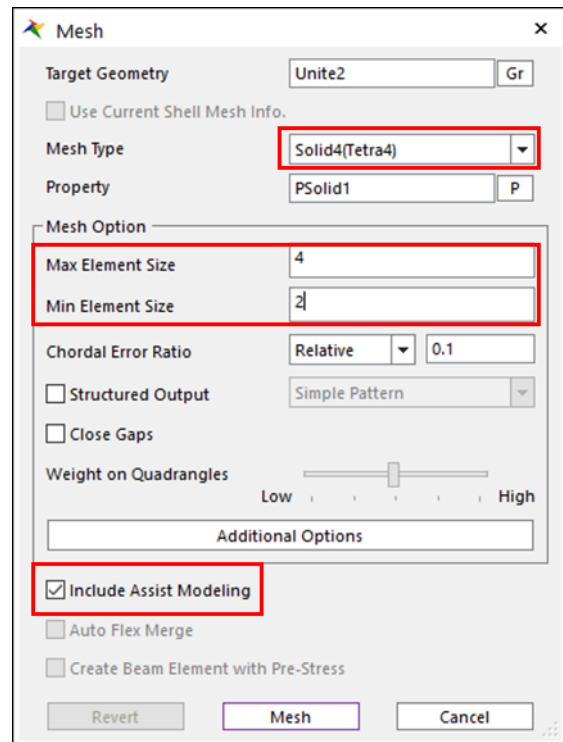 Mesh
Target Geometry Unite2 Gr
Use Current Shell Mesh Info.
Mesh Type Solid4(Tetra4)
Property PSolid1 P
Mesh Option
Max Element Size 4
Min Element Size 2
Chordal Error Ratio Relative 0.1
Structured Output Simple Pattern
Close Gaps
Weight on Quadrangles
Low High
Additional Options
Include Assist Modeling
Auto Flex Merge
Create Beam Element with Pre-Stress
Revert Mesh Cancel